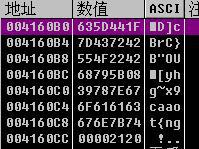 地址 数值 ASCI 注
004160B0 635D441F ■D]c
004160B4 7D437242 BrC}
004160B8 554F2242 B"OU
004160BC 68795B08 ■[yh
004160C0 39787E67 g~x9
004160C4 6F616163 caao
004160C8 676E7B74 t{ng
004160CC 00002120 !..